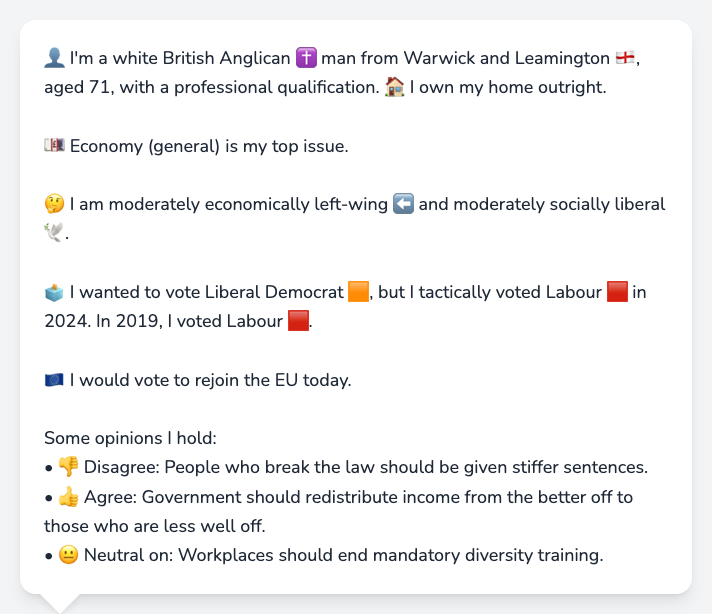 👤 I'm a white British Anglican ✝️ man from Warwick and Leamington 🏴󠁧󠁢󠁥󠁮󠁧󠁿,
aged 71, with a professional qualification. 🏠 I own my home outright.
💷 Economy (general) is my top issue.
🤔 I am moderately economically left-wing ⬅️ and moderately socially liberal
🕊️.
🗳️ I wanted to vote Liberal Democrat 🟧, but I tactically voted Labour 🟥 in
2024. In 2019, I voted Labour 🟥.
🇪🇺 I would vote to rejoin the EU today.
Some opinions I hold:
• 👎 Disagree: People who break the law should be given stiffer sentences.
• 👍 Agree: Government should redistribute income from the better off to
those who are less well off.
• 😐 Neutral on: Workplaces should end mandatory diversity training.